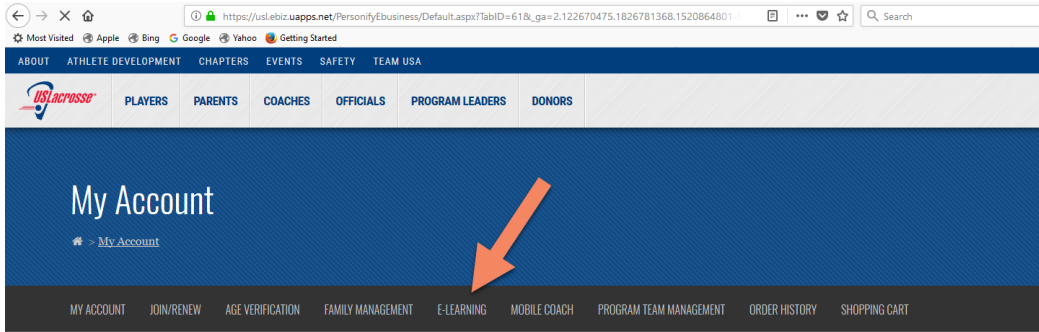 https://usl.ebiz.uapps.net/PersonifyEbusiness/Default.aspx?TabID=61&_ga=2.122670475.1826781368.1520864801-
Search
Most Visited Apple Bing Google Yahoo Getting Started
ABOUT ATHLETE DEVELOPMENT CHAPTERS EVENTS SAFETY TEAM USA
USLacrosse PLAYERS PARENTS COACHES OFFICIALS PROGRAM LEADERS DONORS
My Account
> My Account
MY ACCOUNT JOIN/RENEW AGE VERIFICATION FAMILY MANAGEMENT E-LEARNING MOBILE COACH PROGRAM TEAM MANAGEMENT ORDER HISTORY SHOPPING CART